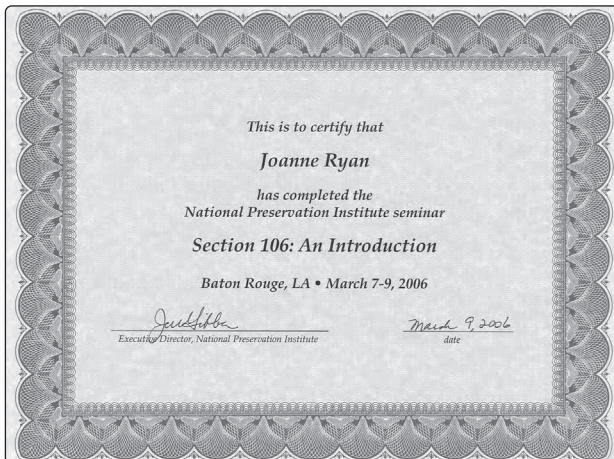 This is to certify that
Joanne Ryan
has completed the
National Preservation Institute seminar
Section 106: An Introduction
Baton Rouge, LA • March 7-9, 2006
March 9, 2006
Executive Director, National Preservation Institute
date